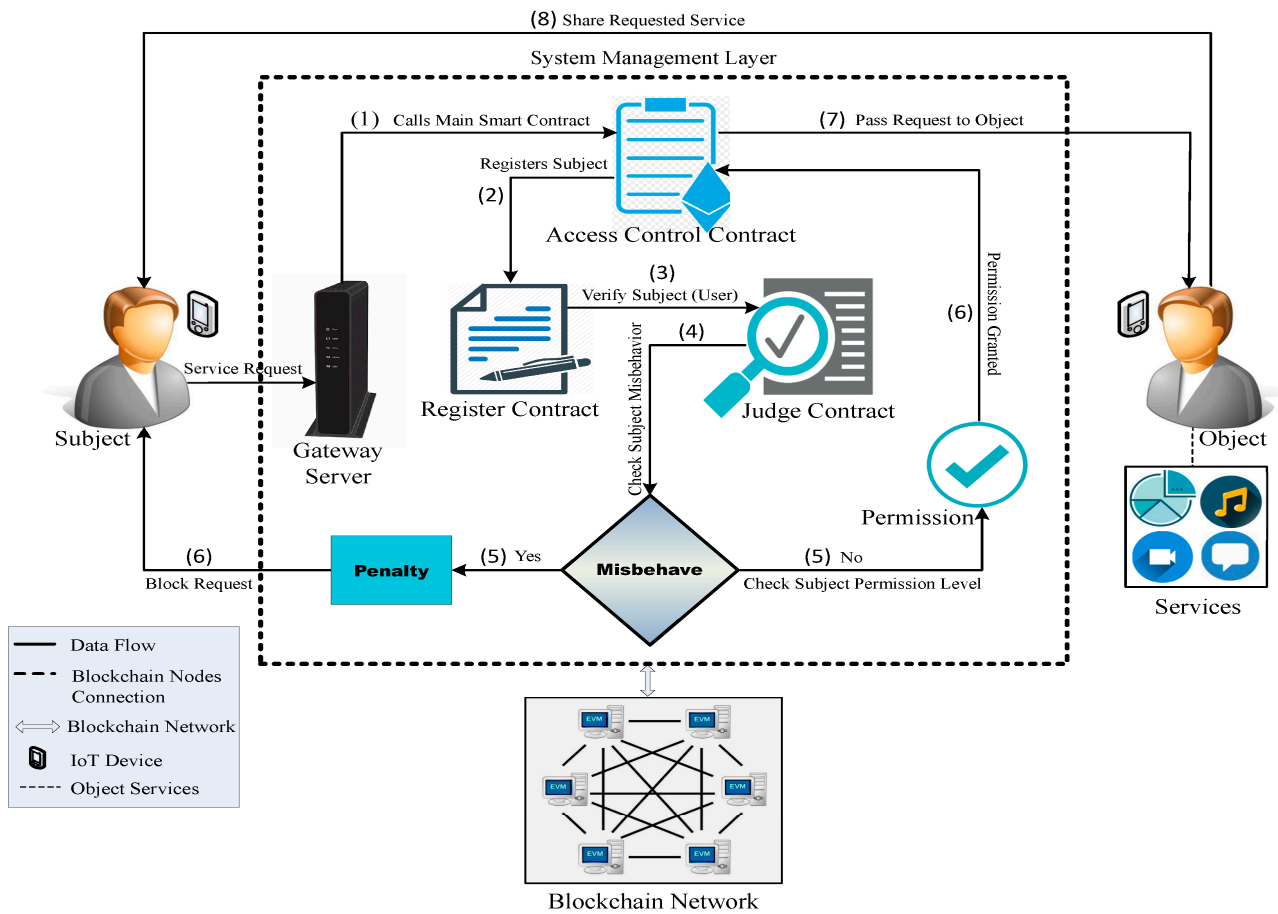 (8) Share Requested Service
System Management Layer
(1) Calls Main Smart Contract
(7) Pass Request to Object
Registers Subject
(2)
Access Control Contract
(3)
Verify Subject (User)
(4)
Check Subject Misbehavior
(6)
Permission Granted
Service Request
Register Contract
Judge Contract
Subject
Gateway
Server
Object
Permission
(6)
Block Request
Penalty
(5) Yes
Misbehave
(5) No
Check Subject Permission Level
Services
Data Flow
Blockchain Nodes
Connection
Blockchain Network
IoT Device
Object Services
EVM
EVM
EVM
EVM
EVM
EVM
Blockchain Network